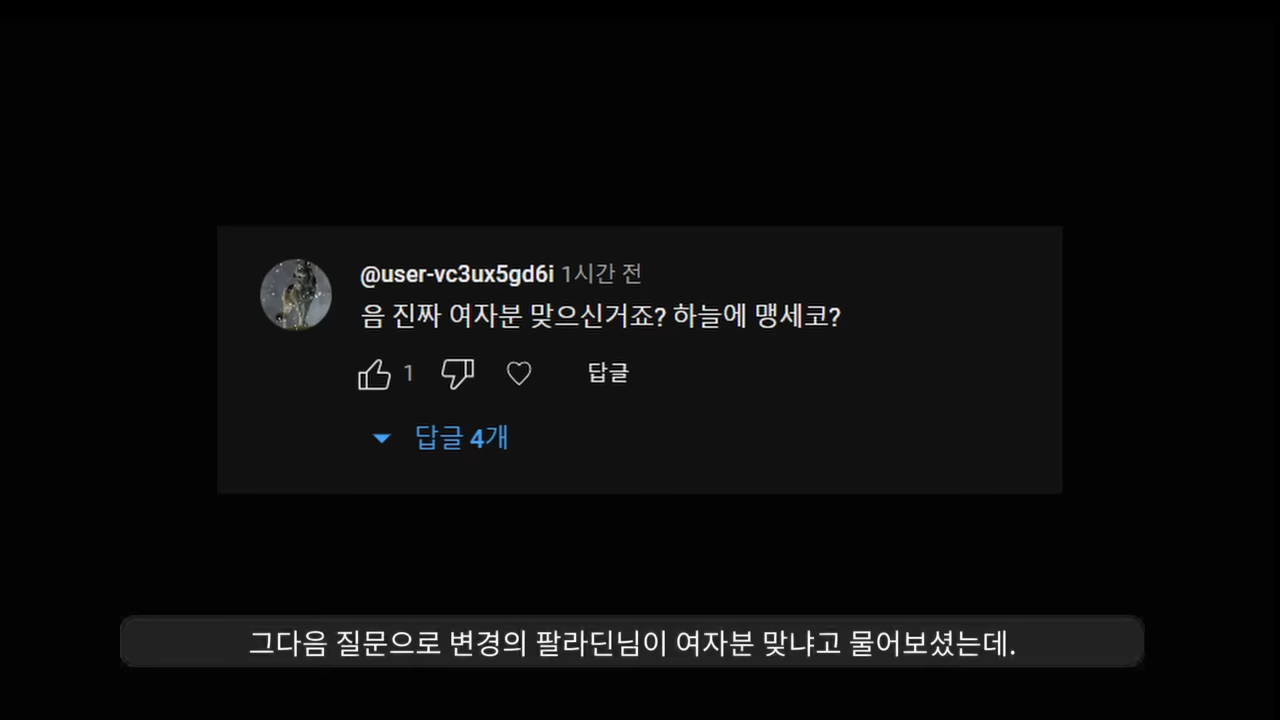 @user-vc3ux5gd6i 1시간 전
음 진짜 여자분 맞으신거죠? 하늘에 맹세코?
1 답글
답글 4개
그다음 질문으로 변경의 팔라딘님이 여자분 맞냐고 물어보셨는데.